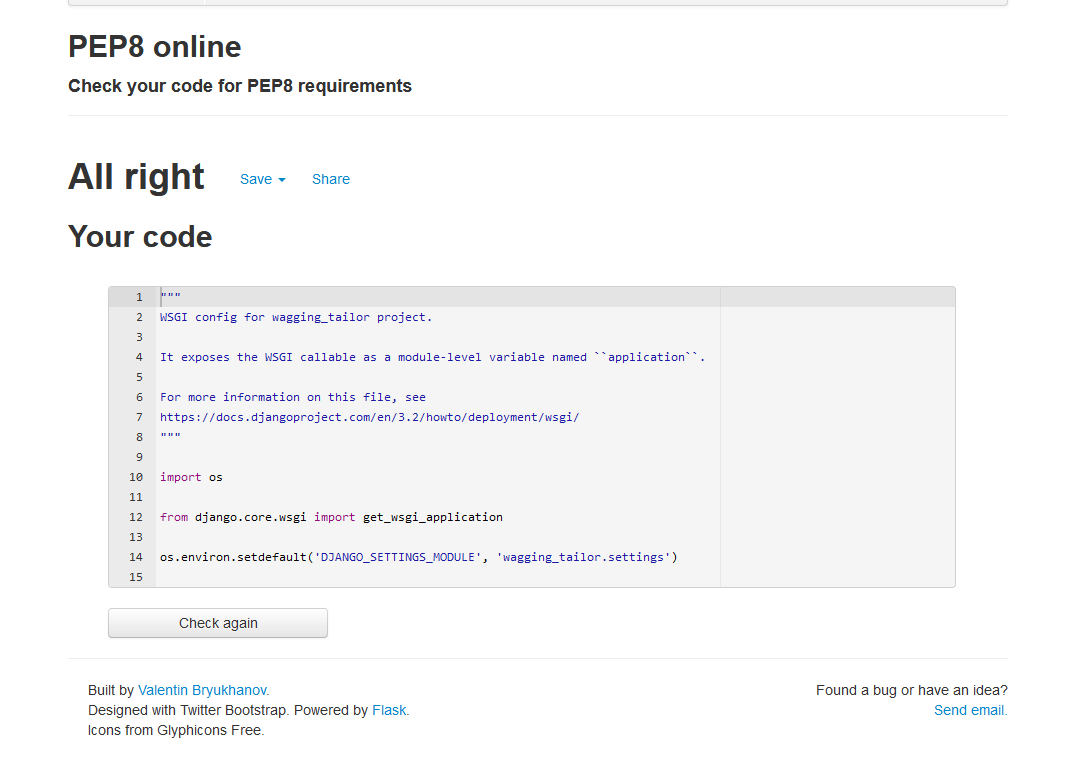 PEP8 online
Check your code for PEP8 requirements
All right Save Share
Your code
1 """
2 WSGI config for wagging_tailor project.
3
4 It exposes the WSGI callable as a module-level variable named ``application``.
5
6 For more information on this file, see
7 https://docs.djangoproject.com/en/3.2/howto/deployment/wsgi/
8 """
9
10 import os
11
12 from django.core.wsgi import get_wsgi_application
13
14 os.environ.setdefault('DJANGO_SETTINGS_MODULE', 'wagging_tailor.settings')
15
Check again
Built by Valentin Bryukhanov. Found a bug or have an idea?
Designed with Twitter Bootstrap. Powered by Flask. Send email.
Icons from Glyphicons Free.